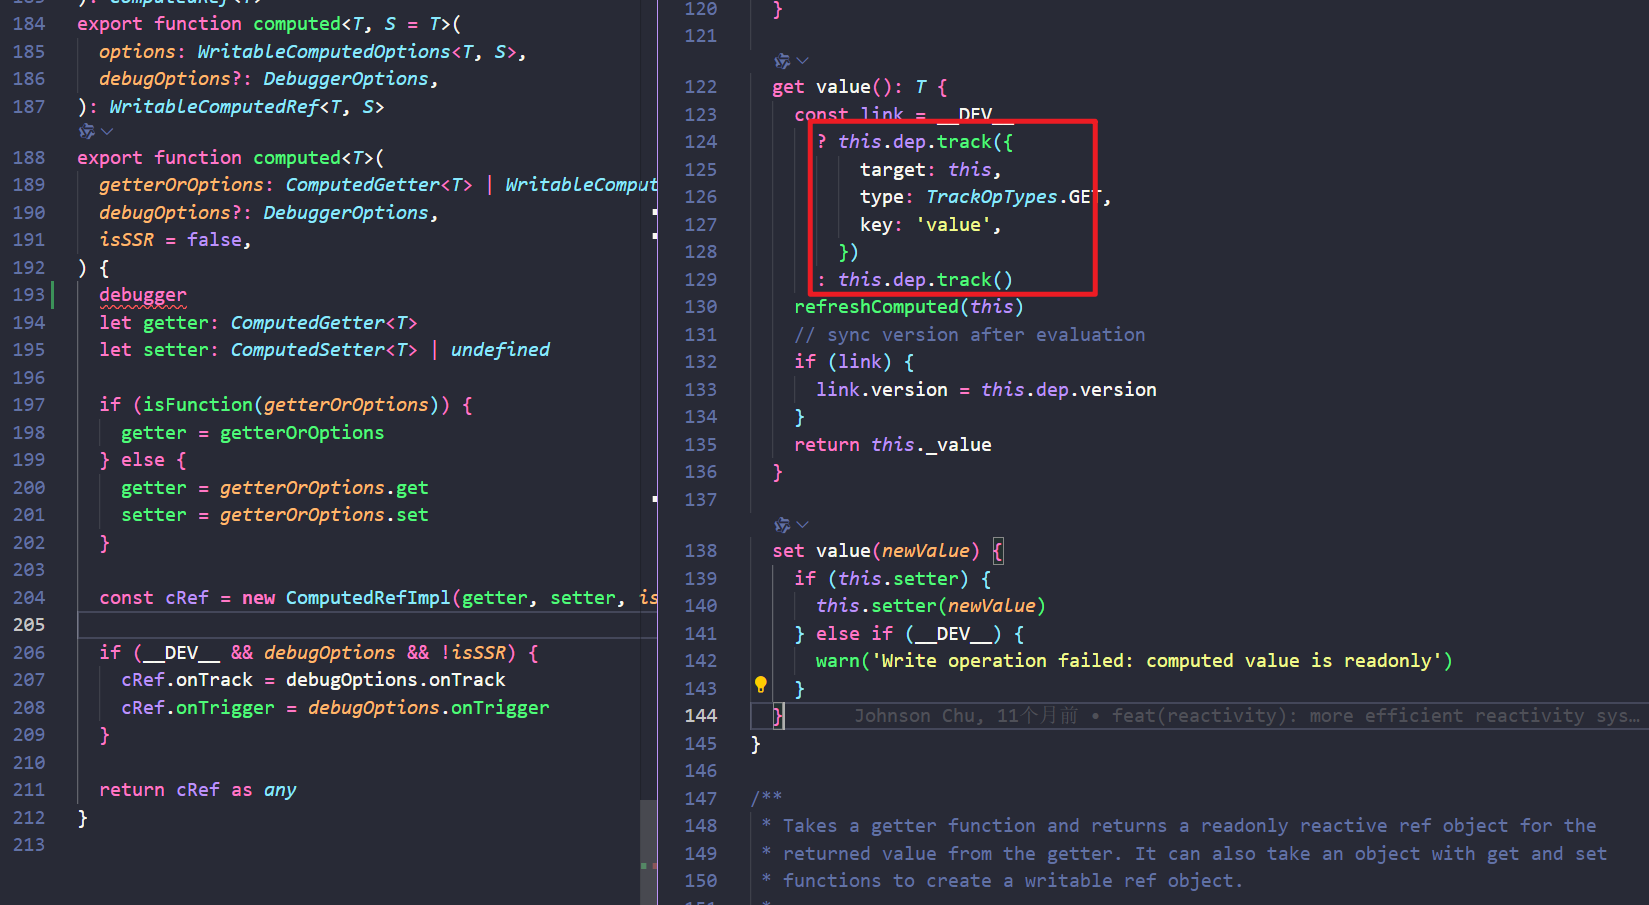 183 ): ComputedRef<T>
184 export function computed<T, S = T>(
185 options: WritableComputedOptions<T, S>,
186 debugOptions?: DebuggerOptions,
187 ): WritableComputedRef<T, S>
188 export function computed<T>(
189 getterOrOptions: ComputedGetter<T> | WritableComput
190 debugOptions?: DebuggerOptions,
191 isSSR = false,
192 ) {
193 debugger
194 let getter: ComputedGetter<T>
195 let setter: ComputedSetter<T> | undefined
196
197 if (isFunction(getterOrOptions)) {
198 getter = getterOrOptions
199 } else {
200 getter = getterOrOptions.get
201 setter = getterOrOptions.set
202 }
203
204 const cRef = new ComputedRefImpl(getter, setter, is
205
206 if (__DEV__ && debugOptions && !isSSR) {
207 cRef.onTrack = debugOptions.onTrack
208 cRef.onTrigger = debugOptions.onTrigger
209 }
210
211 return cRef as any
212 }
213
120 }
121
122 get value(): T {
123 const link = __DEV__
124 ? this.dep.track({
125 target: this,
126 type: TrackOpTypes.GET,
127 key: 'value',
128 })
129 : this.dep.track()
130 refreshComputed(this)
131 // sync version after evaluation
132 if (link) {
133 link.version = this.dep.version
134 }
135 return this._value
136 }
137
138 set value(newValue) {
139 if (this.setter) {
140 this.setter(newValue)
141 } else if (__DEV__) {
142 warn('Write operation failed: computed value is readonly')
143 }
144 } Johnson Chu, 11个月前 • feat(reactivity): more efficient reactivity sys…
145 }
146
147 /**
148 * Takes a getter function and returns a readonly reactive ref object for the
149 * returned value from the getter. It can also take an object with get and set
150 * functions to create a writable ref object.
151 *